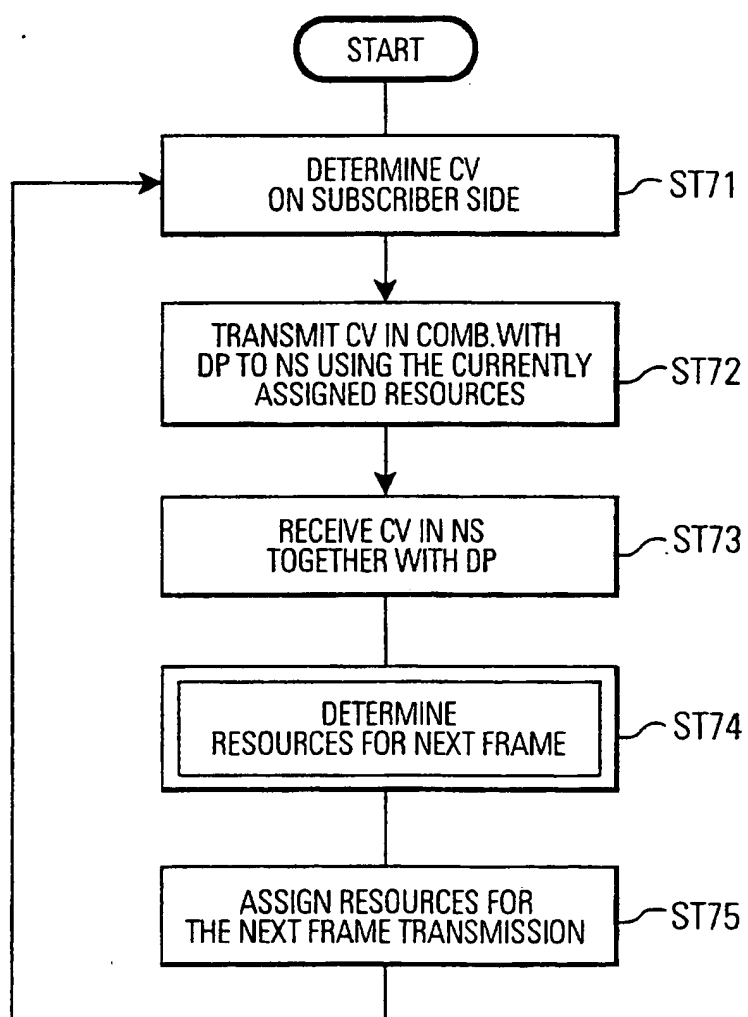 START
DETERMINE CV
ON SUBSCRIBER SIDE
ST71
TRANSMIT CV IN COMB.WITH
DP TO NS USING THE CURRENTLY
ASSIGNED RESOURCES
ST72
RECEIVE CV IN NS
TOGETHER WITH DP
ST73
DETERMINE
RESOURCES FOR NEXT FRAME
ST74
ASSIGN RESOURCES FOR
THE NEXT FRAME TRANSMISSION
ST75